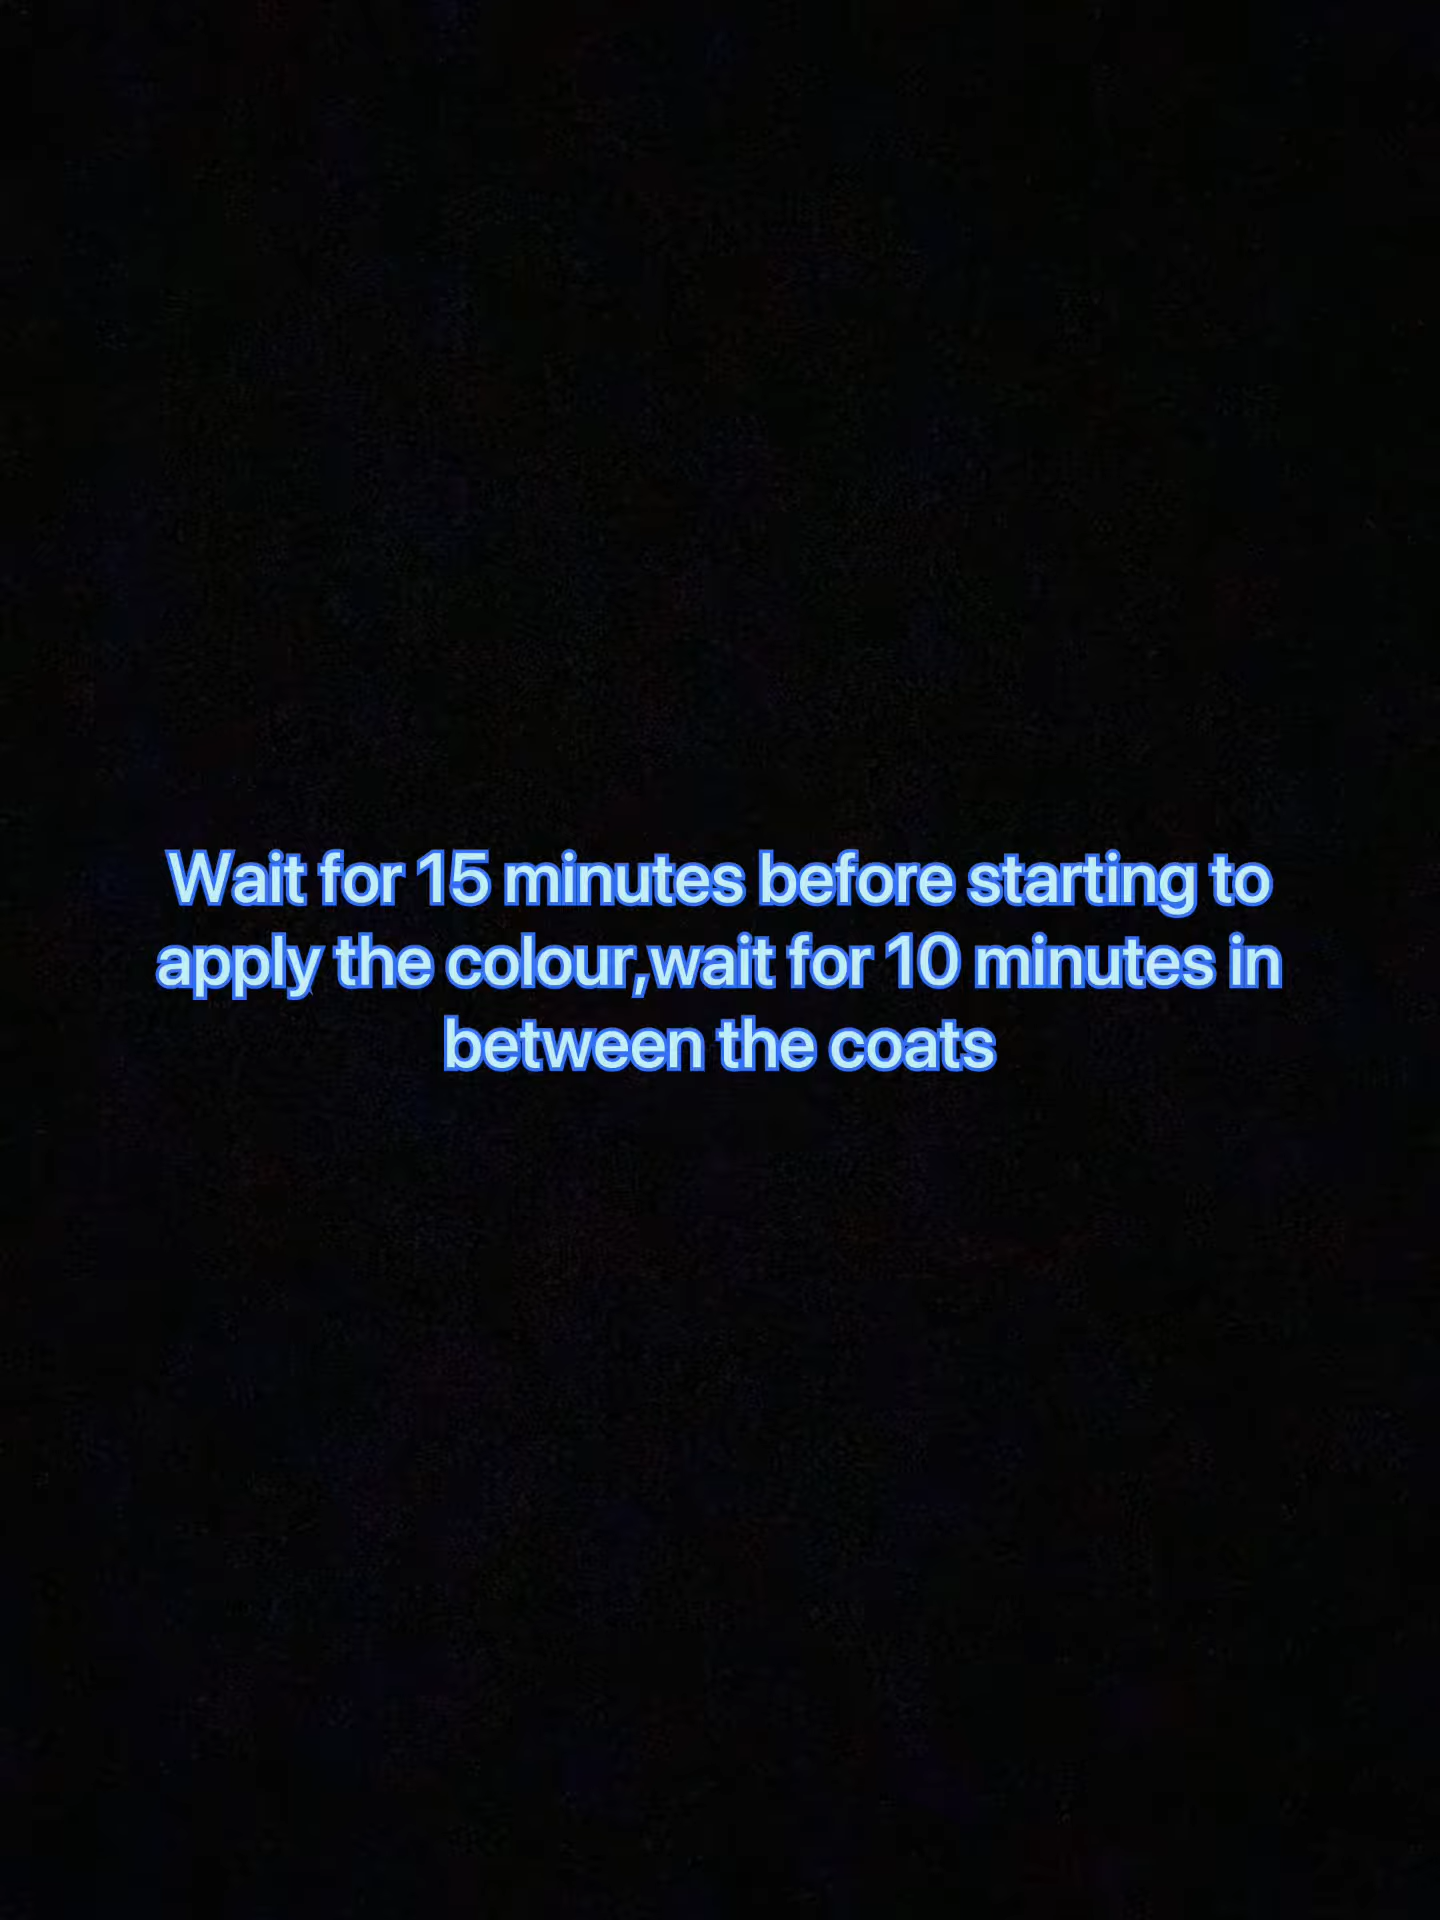 Wait for 15 minutes before starting to
apply the colour,wait for 10 minutes in
between the coats